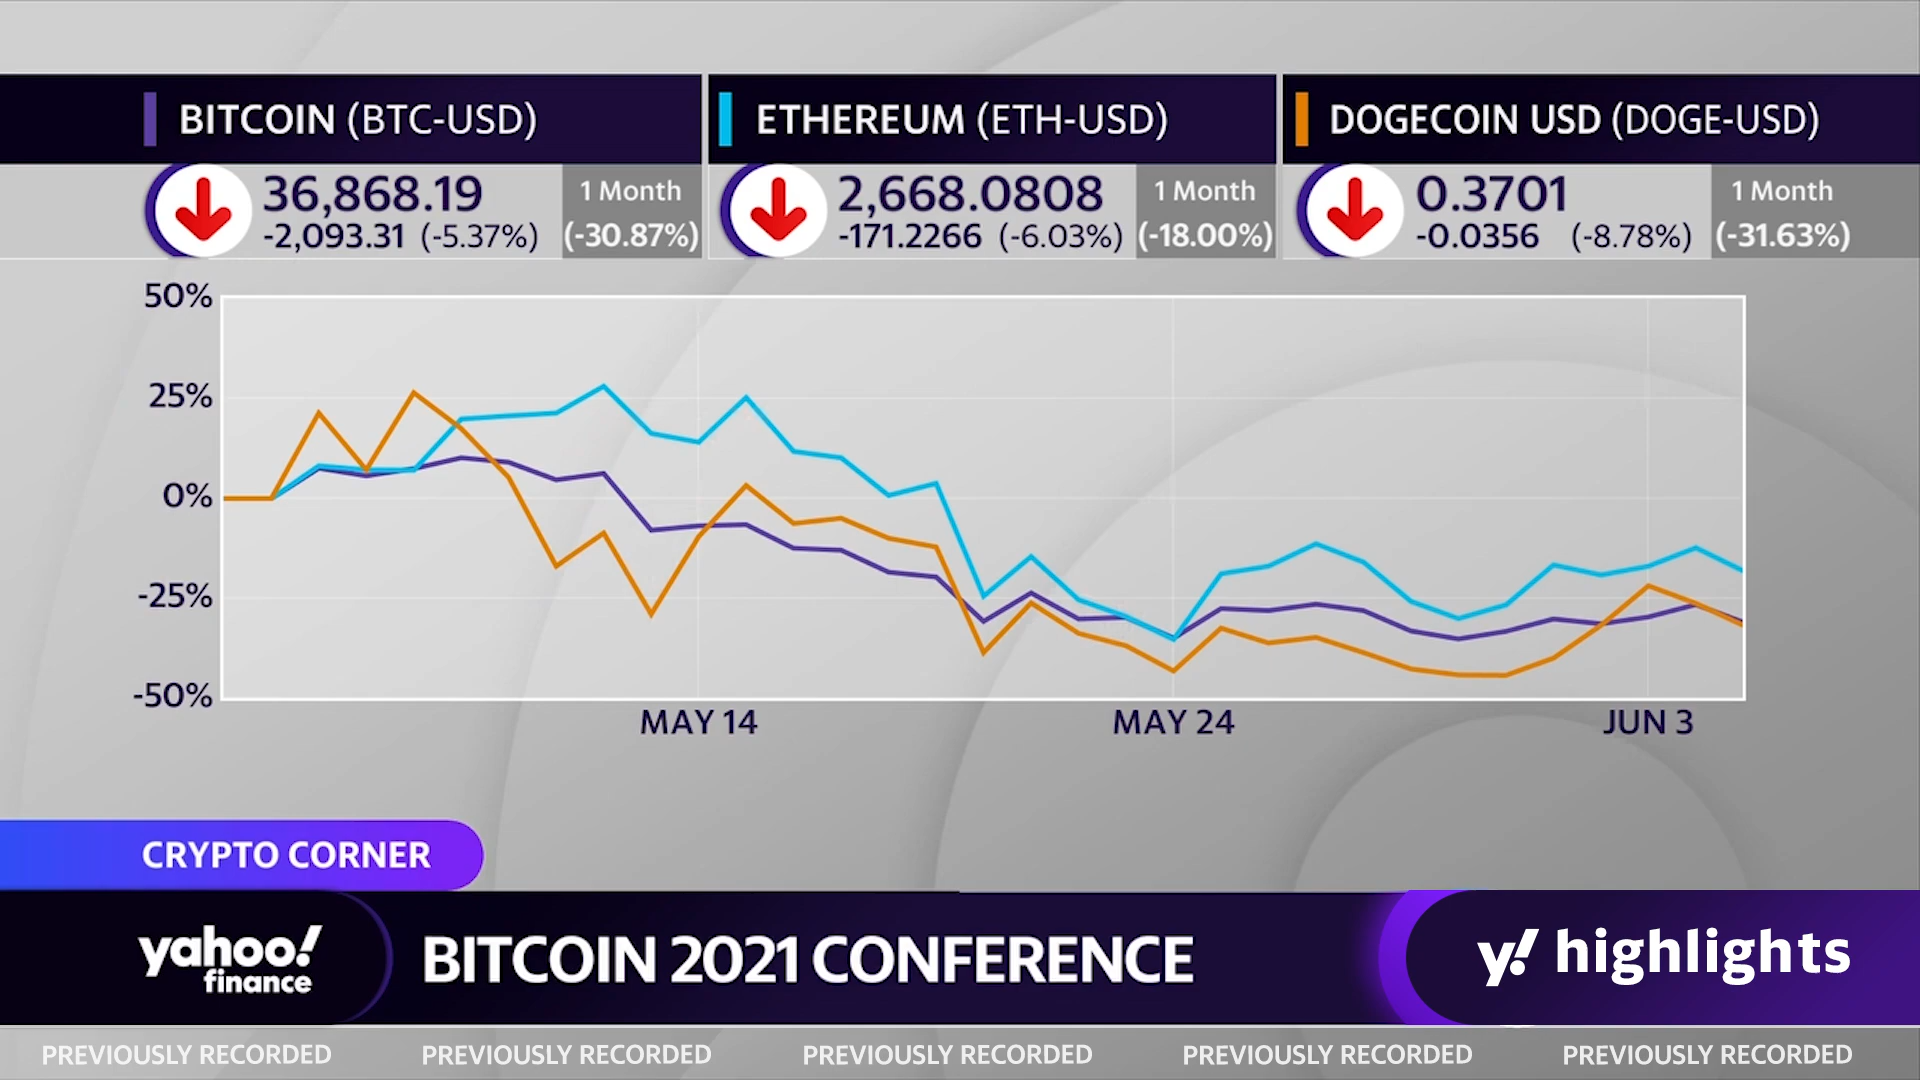 BITCOIN (BTC-USD)
36,868.19
-2,093.31 (-5.37%)
1 Month
(-30.87%)
ETHEREUM (ETH-USD)
2,668.0808
-171.2266 (-6.03%)
1 Month
(-18.00%)
DOGECOIN USD (DOGE-USD)
0.3701
-0.0356 (-8.78%)
1 Month
(-31.63%)
50%
25%
0%
-25%
-50%
MAY 14
MAY 24
JUN 3
CRYPTO CORNER
yahoo!
finance
BITCOIN 2021 CONFERENCE
y! highlights
PREVIOUSLY RECORDED PREVIOUSLY RECORDED PREVIOUSLY RECORDED PREVIOUSLY RECORDED PREVIOUSLY RECORDED